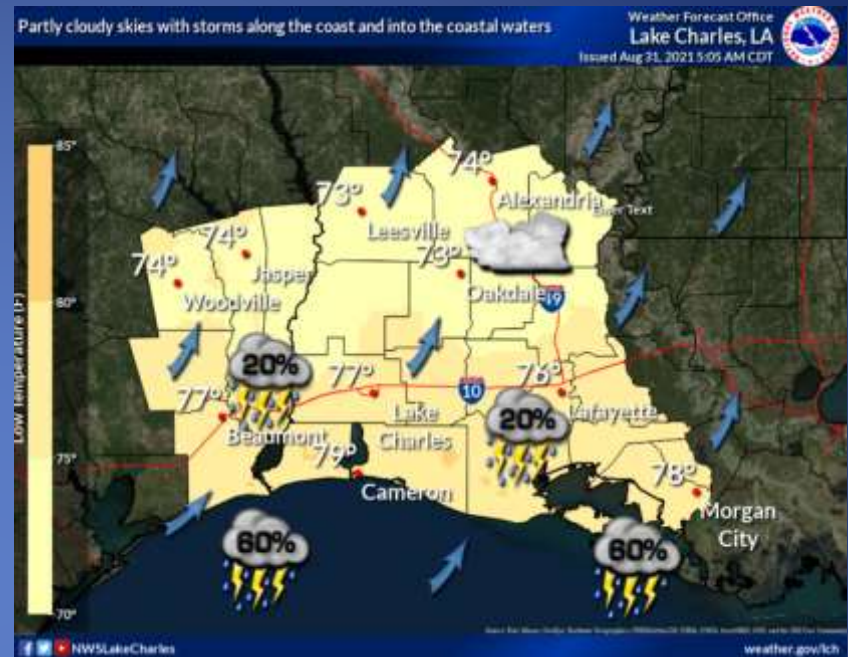 Partly cloudy skies with storms along the coast and into the coastal waters
Weather Forecast Office
Lake Charles, LA
Issued Aug 31, 2021 5:05 AM CDT
85°
80°
75°
70°
Low Temperature (F)
74°
Alexandria
73°
Leesville
74°
Jasper
73°
Oakdale
74°
Woodville
49
20%
77°
Beaumont
77°
Lake
Charles
10
76°
Lafayette
20%
79°
Cameron
78°
Morgan
City
60%
60%
NWSLakeCharles
weather.gov/lch